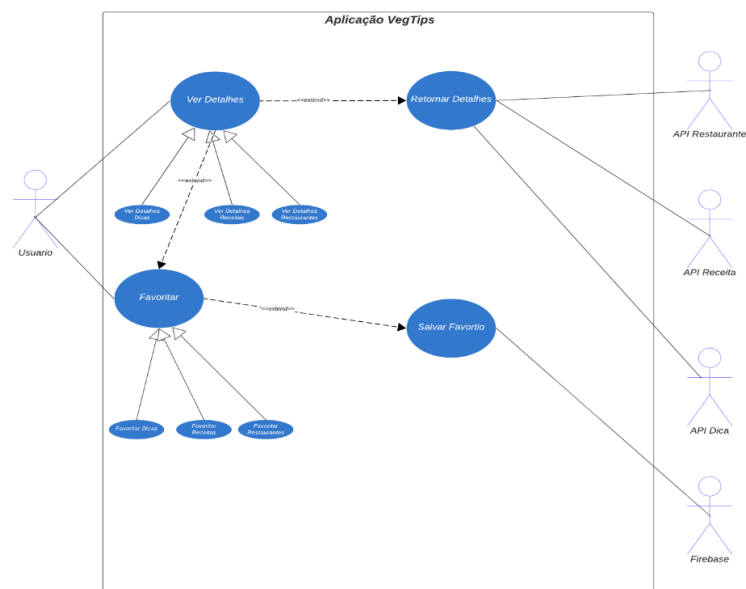 Aplicação VegTips
Ver Detalhes
<<extend>>
Retornar Detalhes
API Restaurante
<<extend>>
Ver Detalhes
Dicas
Ver Detalhes
Receitas
Ver Detalhes
Restaurantes
Usuario
API Receita
Favoritar
<<extend>>
Salvar Favortio
Favoritar Dicas
Favoritar
Receitas
Favoritar
Restaurantes
API Dica
Firebase